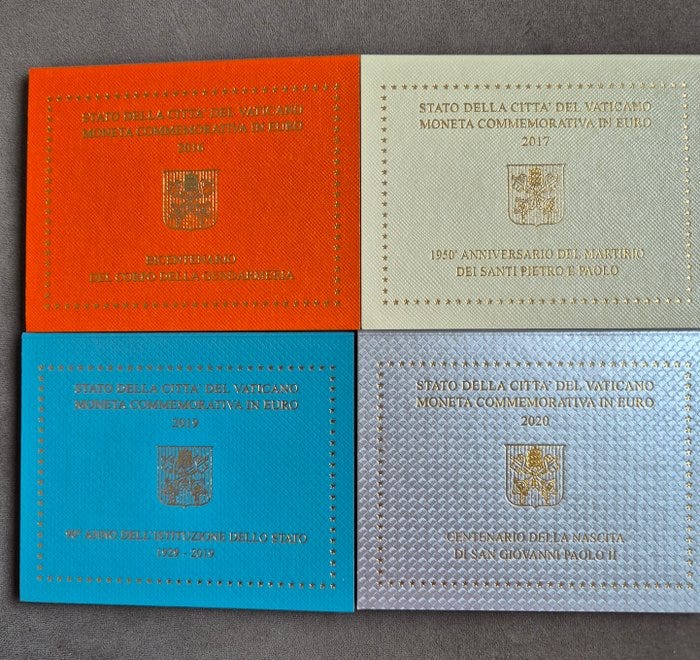 STATO DELLA CITTA' DEL VATICANO
MONETA COMMEMORATIVA IN EURO
2016
BICENTENARIO
DEL CORPO DELLA GENDARMERIA
STATO DELLA CITTA' DEL VATICANO
MONETA COMMEMORATIVA IN EURO
2017
1950° ANNIVERSARIO DEL MARTIRIO
DEI SANTI PIETRO E PAOLO
STATO DELLA CITTA' DEL VATICANO
MONETA COMMEMORATIVA IN EURO
2019
90° ANNO DELL'ISTITUZIONE DELLO STATO
1929 - 2019
STATO DELLA CITTA' DEL VATICANO
MONETA COMMEMORATIVA IN EURO
2020
CENTENARIO DELLA NASCITA
DI SAN GIOVANNI PAOLO II